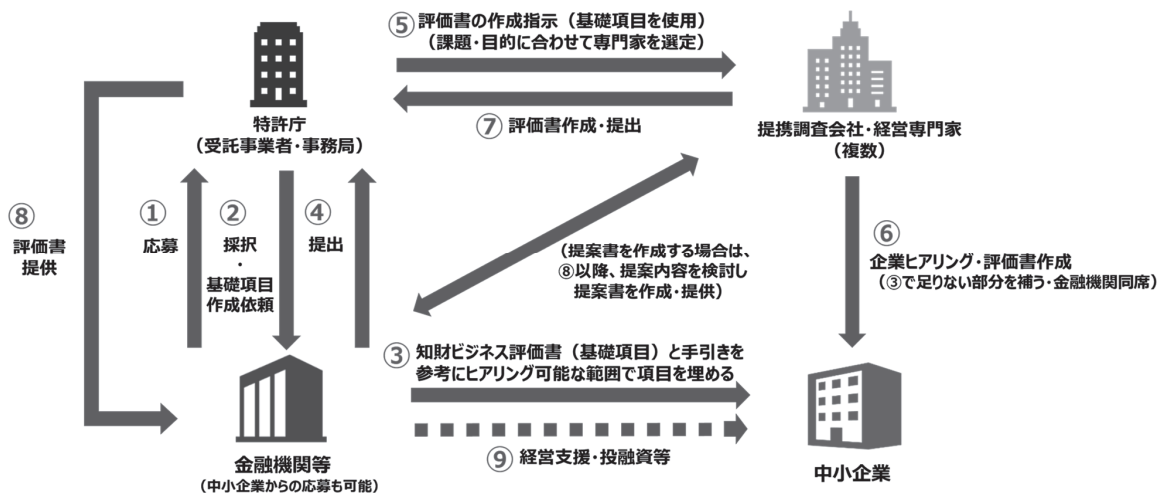 ⑤ 評価書の作成指示（基礎項目を使用）
（課題・目的に合わせて専門家を選定）
⑦ 評価書作成・提出
特許庁
（受託事業者・事務局）
提携調査会社・経営専門家
（複数）
⑧
評価書
提供
①
応募
②
採択
・
基礎項目
作成依頼
④
提出
（提案書を作成する場合は、
⑧以降、提案内容を検討し
提案書を作成・提供）
⑥
企業ヒアリング・評価書作成
（③で足りない部分を補う・金融機関同席）
③ 知財ビジネス評価書（基礎項目）と手引きを
参考にヒアリング可能な範囲で項目を埋める
⑨ 経営支援・投融資等
金融機関等
（中小企業からの応募も可能）
中小企業